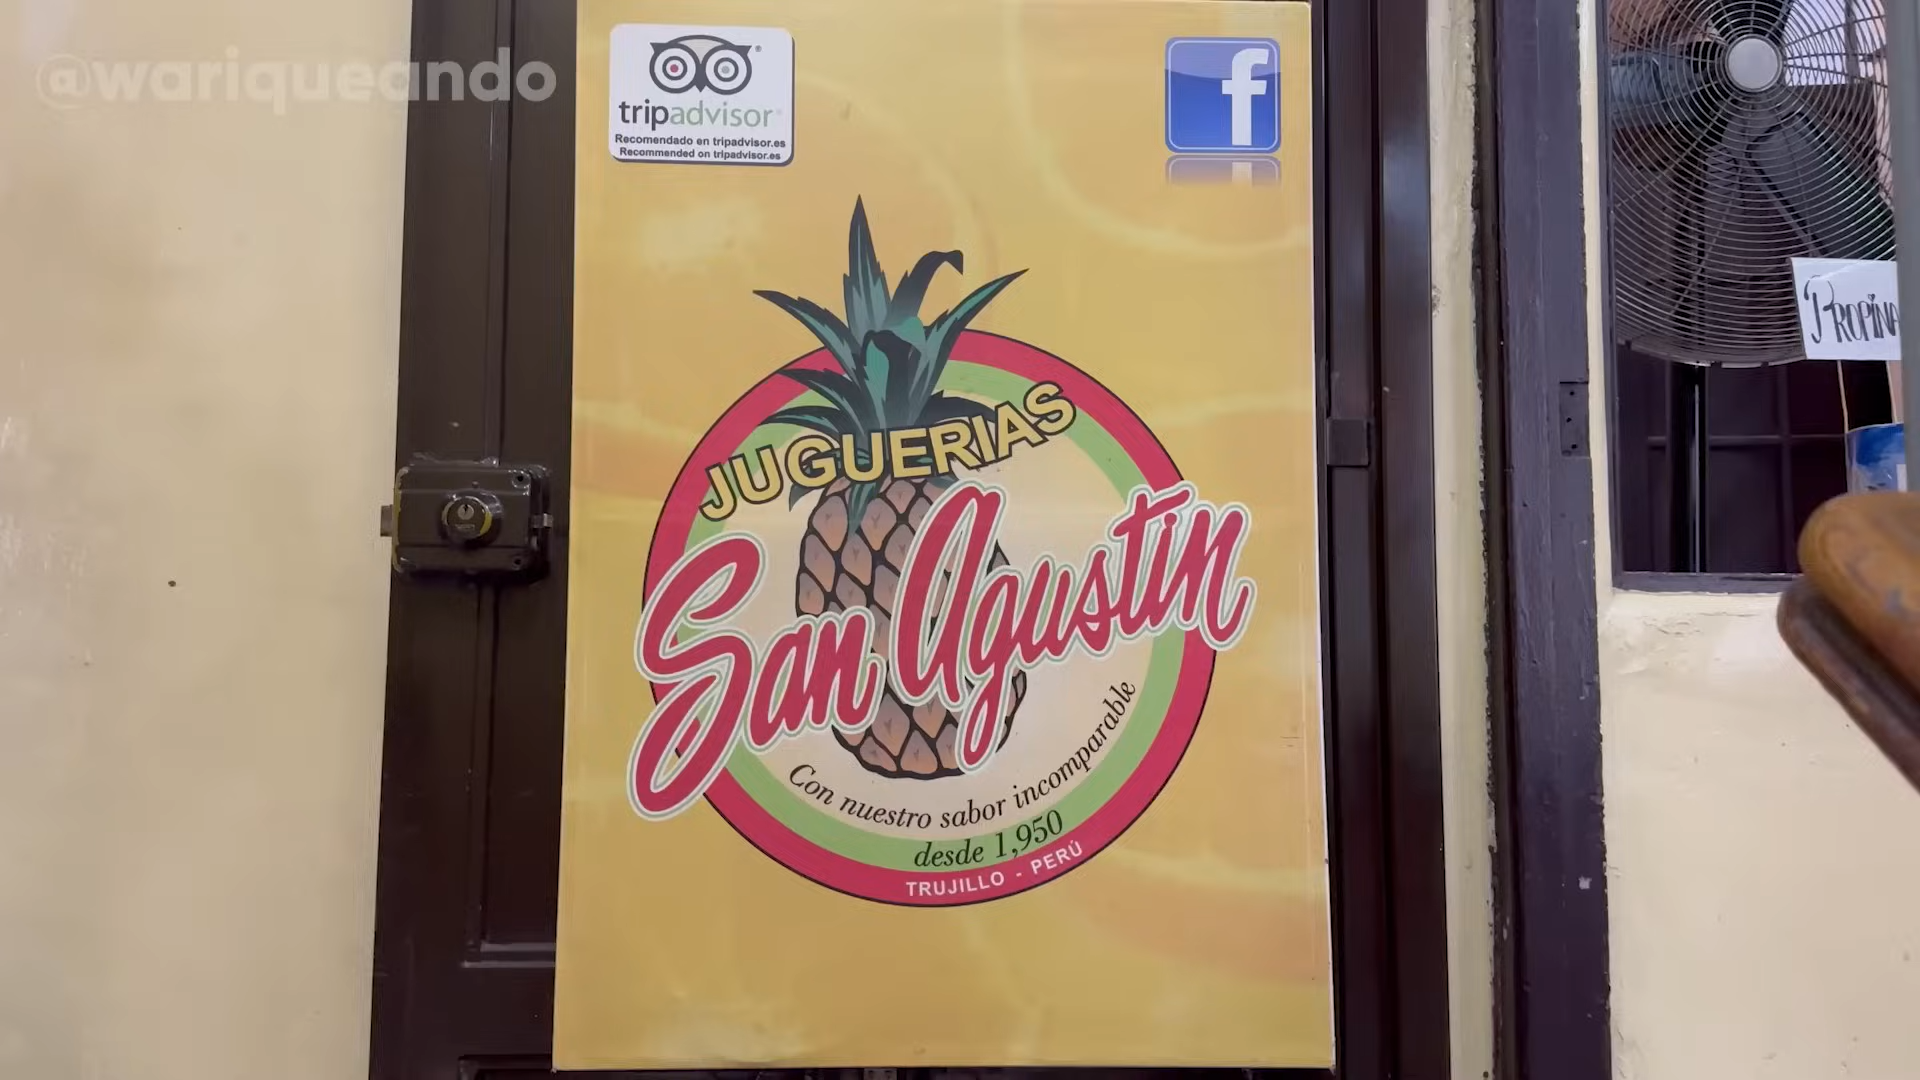 @wariqueando
tripadvisor®
Recomendado en tripadvisor.es
Recommended on tripadvisor.es
f
PROPINA
JUGUERIAS
San Agustin
Con nuestro sabor incomparable
desde 1,950
TRUJILLO - PERÚ